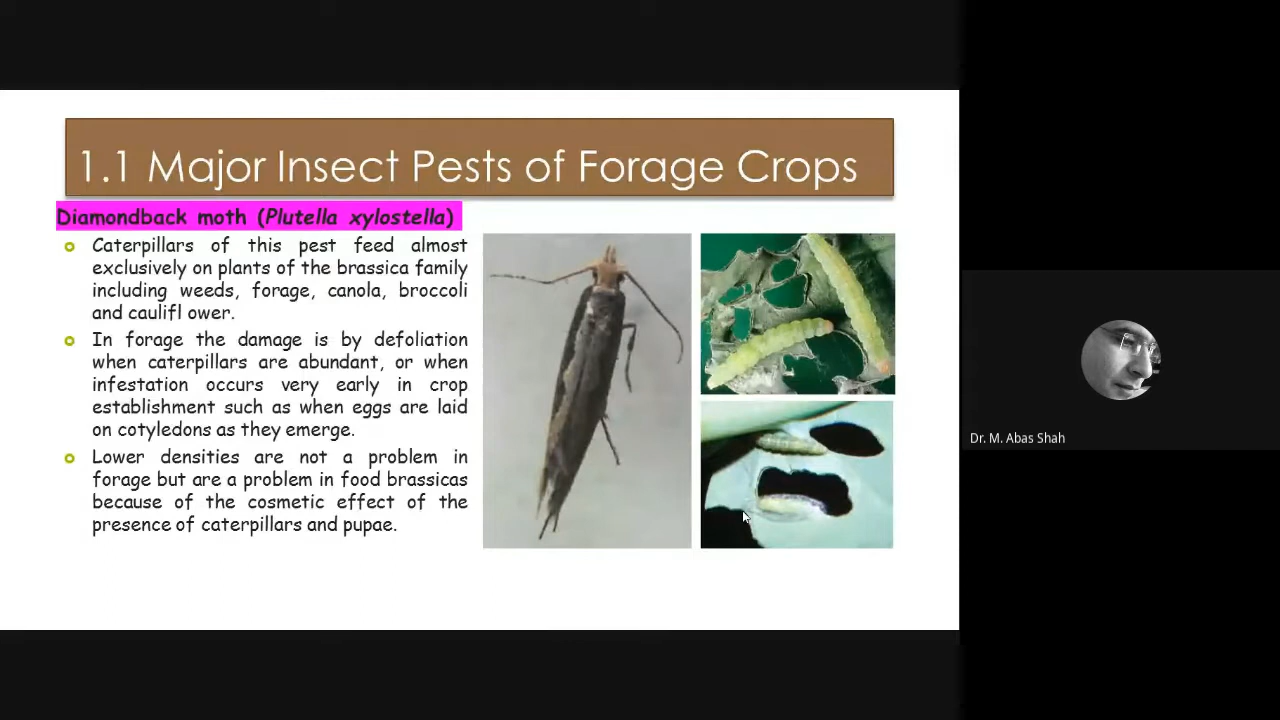 1.1 Major Insect Pests of Forage Crops
Diamondback moth (Plutella xylostella)
Caterpillars of this pest feed almost
exclusively on plants of the brassica family
including weeds, forage, canola, broccoli
and caulifl ower.
In forage the damage is by defoliation
when caterpillars are abundant, or when
infestation occurs very early in crop
establishment such as when eggs are laid
on cotyledons as they emerge.
Lower densities are not a problem in
forage but are a problem in food brassicas
because of the cosmetic effect of the
presence of caterpillars and pupae.
Dr. M. Abas Shah